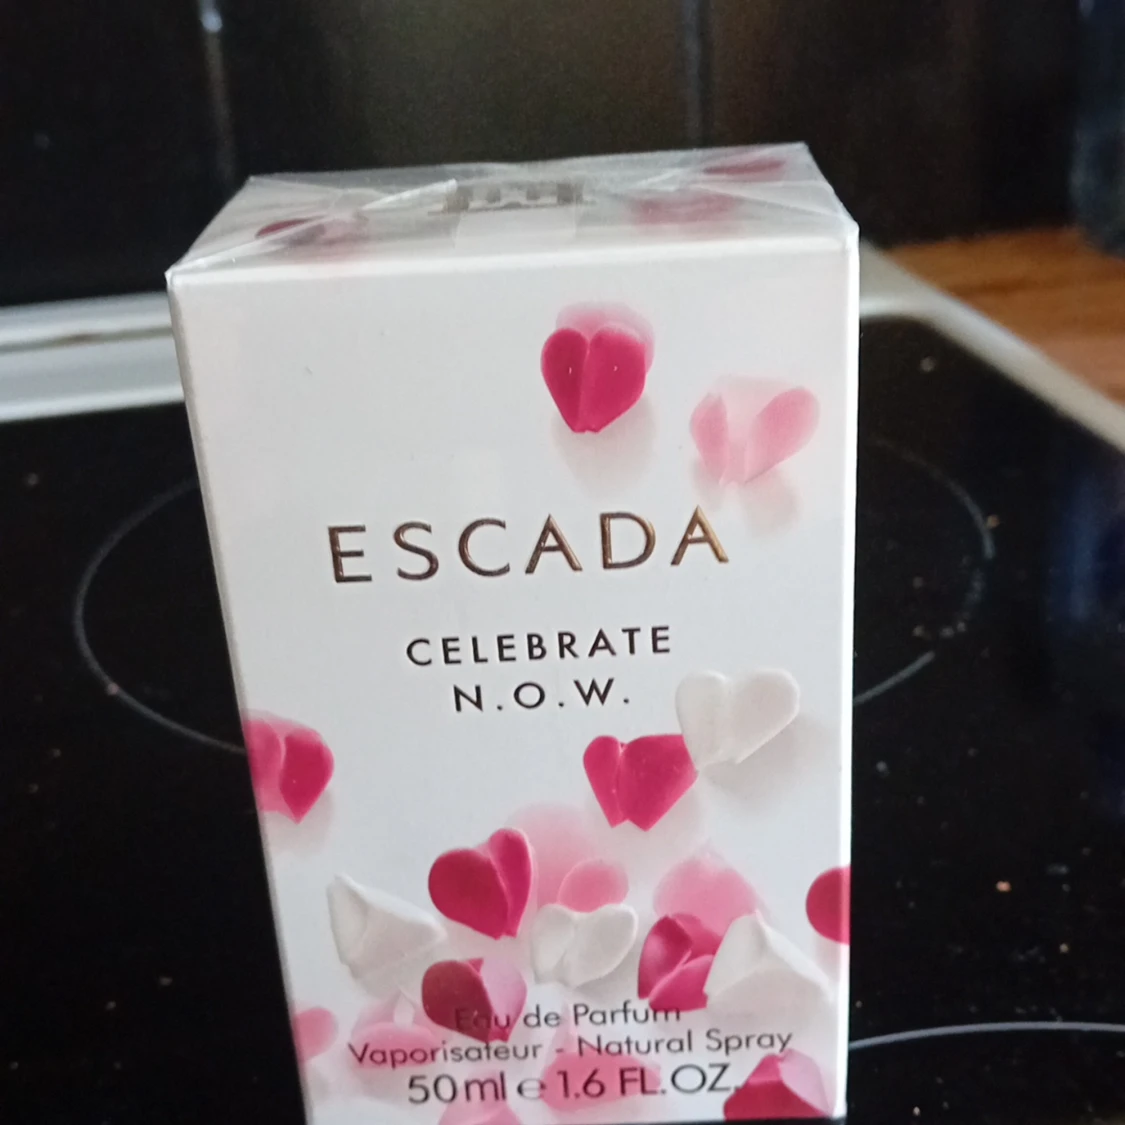 ESCADA
CELEBRATE
N.O.W.
Eau de Parfum
Vaporisateur - Natural Spray
50ml e 1.6 FL.OZ.